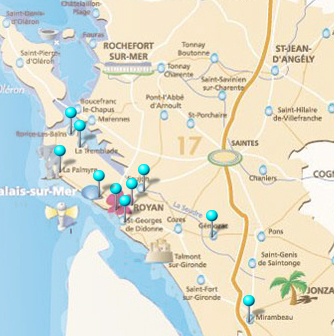 Châtelaillon-
Plage
Saint-Denis-
d'Oléron
Fouras
Saint-Pierre-
d'Oléron
ROCHEFORT
SUR-MER
Tonnay
Boutonne
ST-JEAN-
D'ANGÉLY
Tonnay
Charente
Oléron
Saint-Savinien
sur-Charente
Bourcefranc
le-Chapus
Pont-l'Abbé
d'Arnoult
Marennes
St-Porchaire
Saint-Hilaire
de-Villefranche
Ronce-Les-Bains
La Tremblade
17
SAINTES
La Palmyre
Chaniers
COG
alais-sur-Mer
ROYAN
La Seudre
St-Georges
de Didonne
Cozes
Gémozac
Pons
Talmont
sur-Gironde
Saint-Genis
de Saintonge
Saint-Fort
sur-Gironde
JONZA
Mirambeau